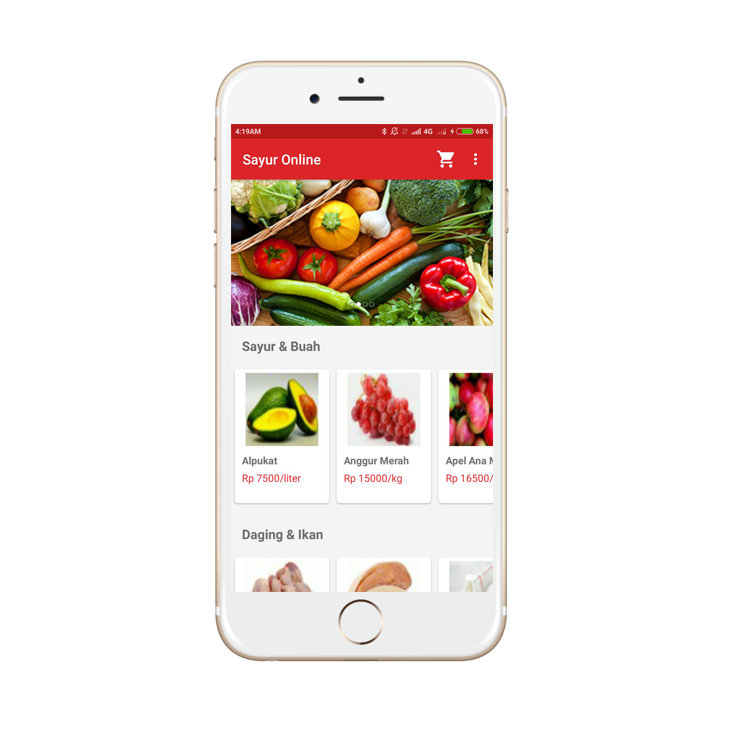 4:19AM 4G 68%
Sayur Online
Sayur & Buah
Alpukat
Rp 7500/liter
Anggur Merah
Rp 15000/kg
Apel Ana
Rp 16500/
Daging & Ikan